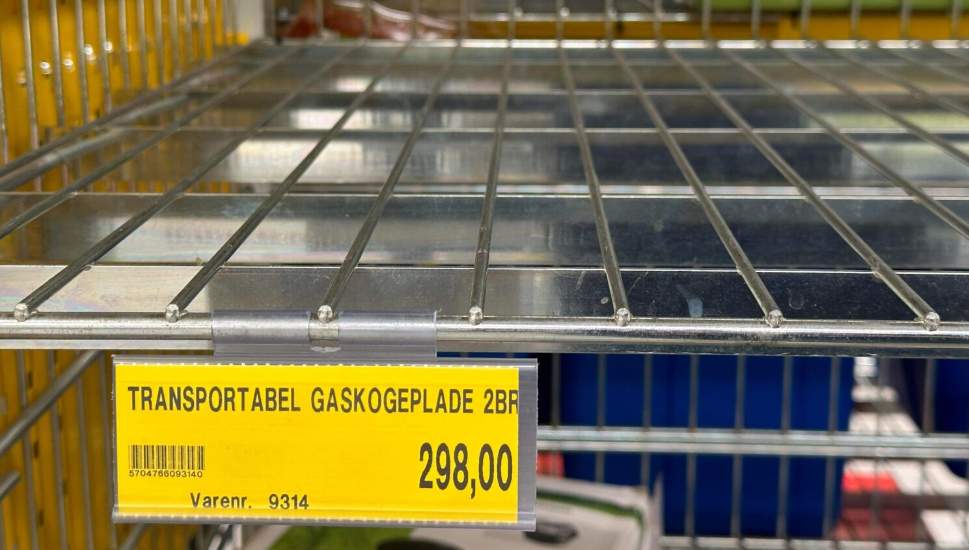 TRANSPORTABEL GASKOGEPLADE 2BR
5704766093140
298,00
Varenr. 9314